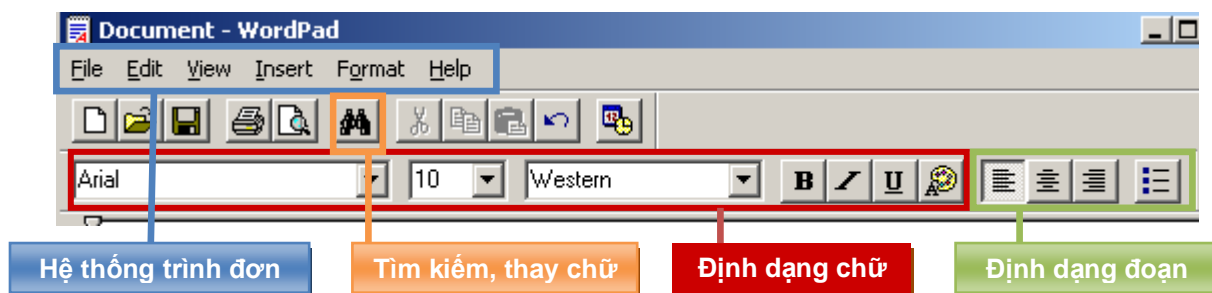 Document - WordPad
File Edit View Insert Format Help
Arial 10 Western B I U
Hệ thống trình đơn Tìm kiếm, thay chữ Định dạng chữ Định dạng đoạn